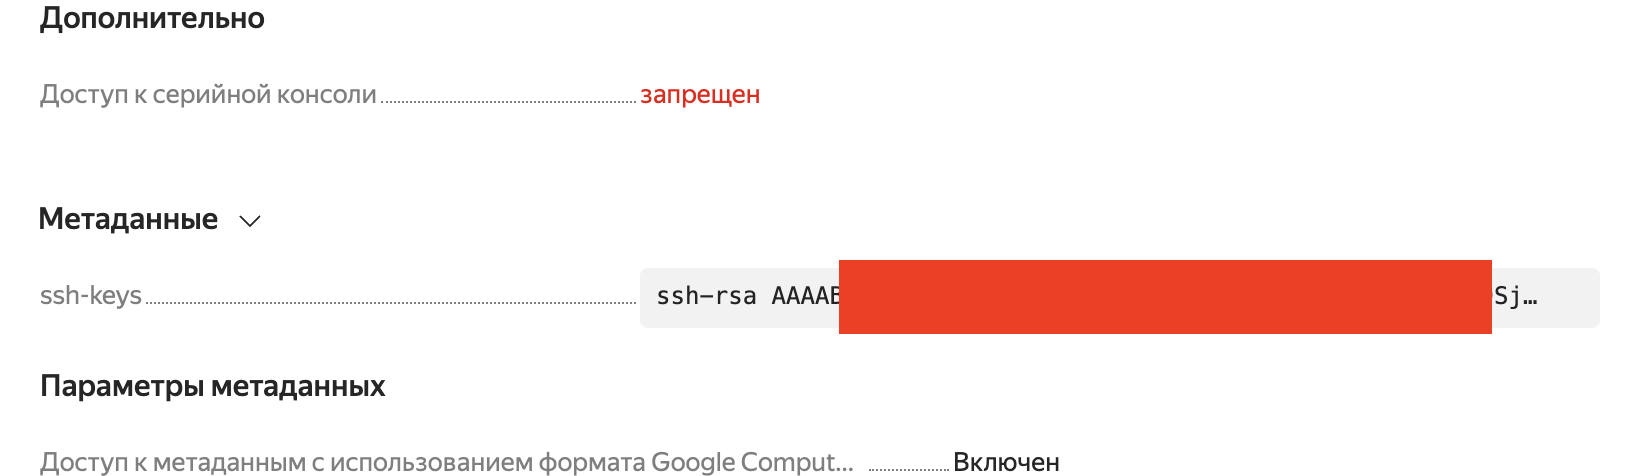 Дополнительно
Доступ к серийной консоли запрещен
Метаданные
ssh-keys ssh-rsa AAAAB Sj…
Параметры метаданных
Доступ к метаданным с использованием формата Google Comput… Включен